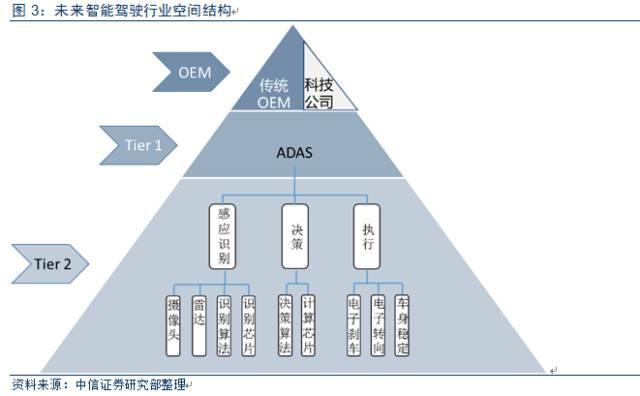 图 3：未来智能驾驶行业空间结构
OEM
传统
OEM
科技
公司
Tier 1
ADAS
Tier 2
感应识别
决策
执行
摄像头
雷达
识别算法
识别芯片
决策算法
计算芯片
电子刹车
电子转向
车身稳定
资料来源：中信证券研究部整理